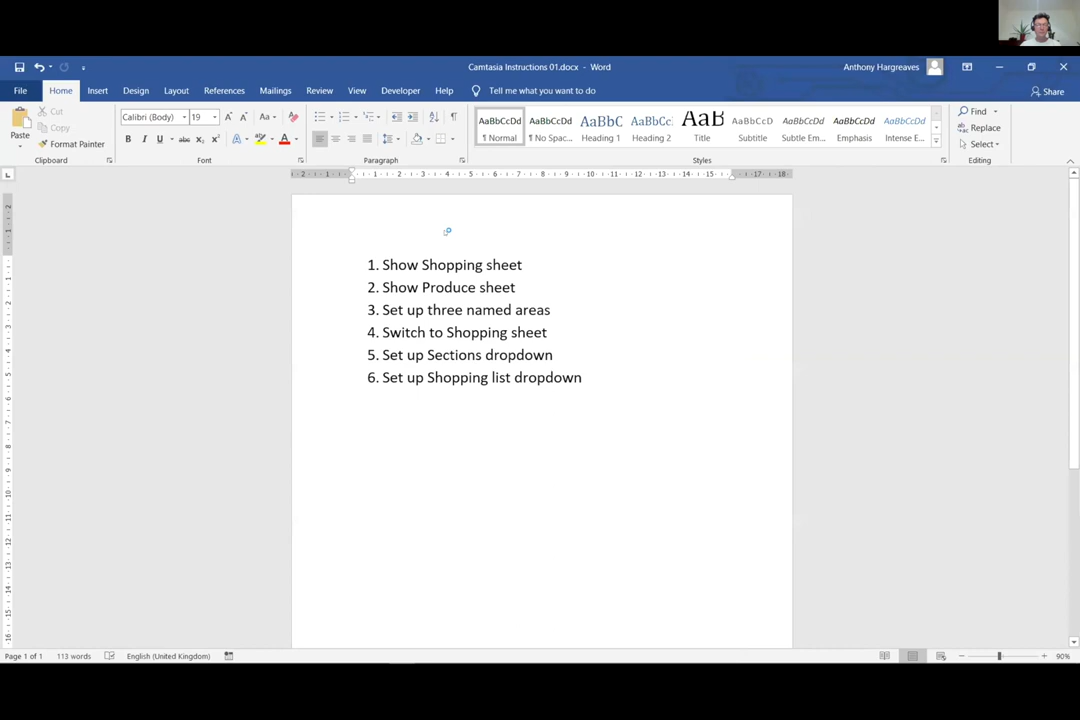 Camtasia Instructions 01.docx - Word
Anthony Hargreaves
File Home Insert Design Layout References Mailings Review View Developer Help Tell me what you want to do Share
Paste Cut Copy Format Painter
Calibri (Body) 19
AaBbCcDd AaBbCcDd AaBbC AaBbCc AaB AaBbCcD AaBbCcDd AaBbCcDd AaBbCcDd
¶ Normal ¶ No Spac... Heading 1 Heading 2 Title Subtitle Subtle Em... Emphasis Intense E...
Find Replace Select
Clipboard Font Paragraph Styles Editing
1. Show Shopping sheet
2. Show Produce sheet
3. Set up three named areas
4. Switch to Shopping sheet
5. Set up Sections dropdown
6. Set up Shopping list dropdown
Page 1 of 1 113 words English (United Kingdom) 90%